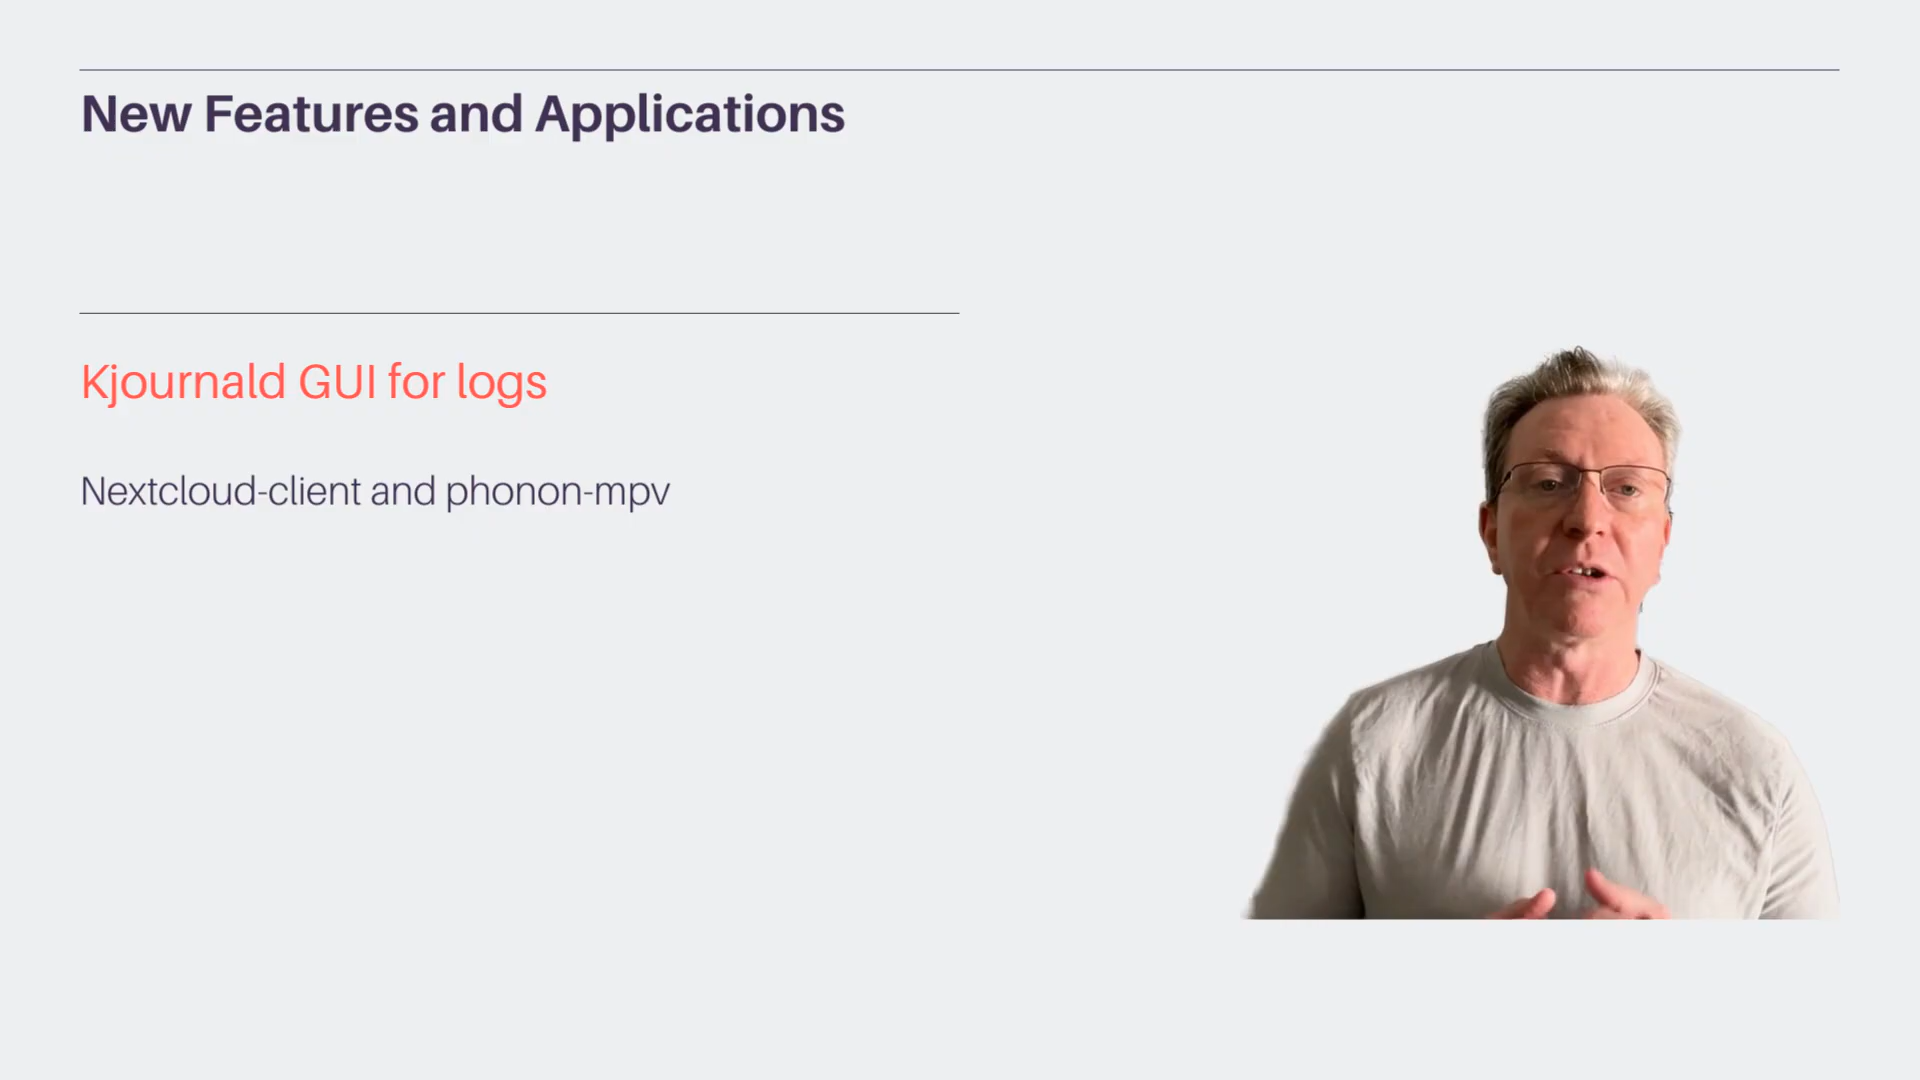 New Features and Applications
Kjournald GUI for logs
Nextcloud-client and phonon-mpv